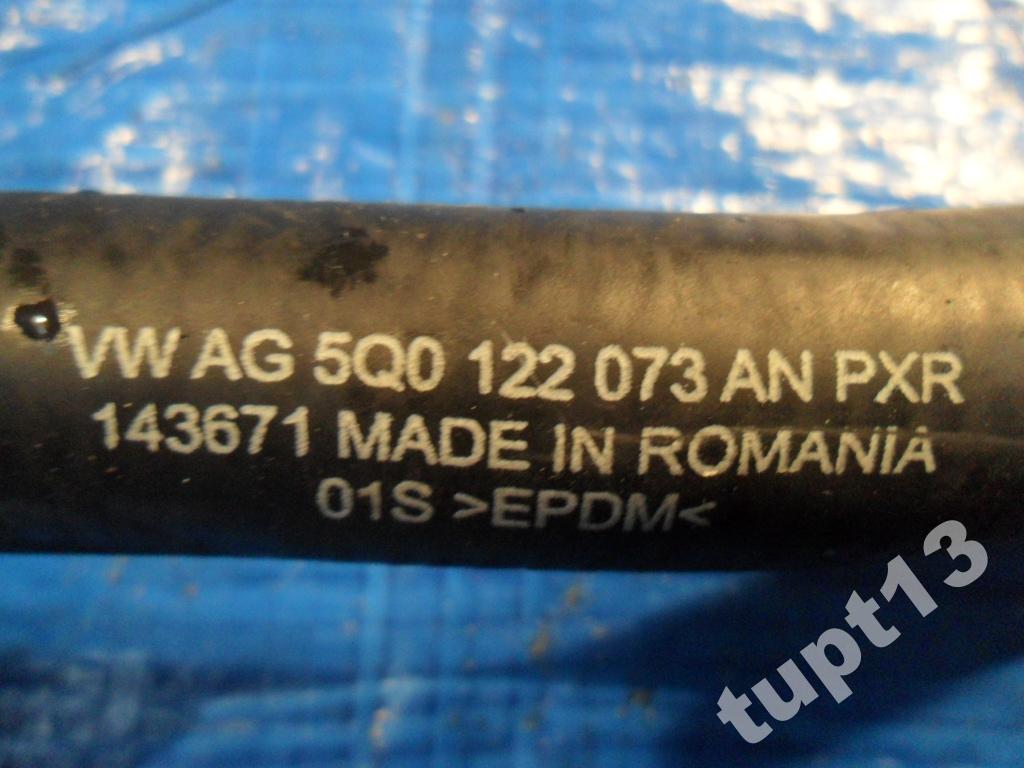 VW AG 5Q0 122 073 AN PXR
143671 MADE IN ROMANIA
01S >EPDM<
tupt13